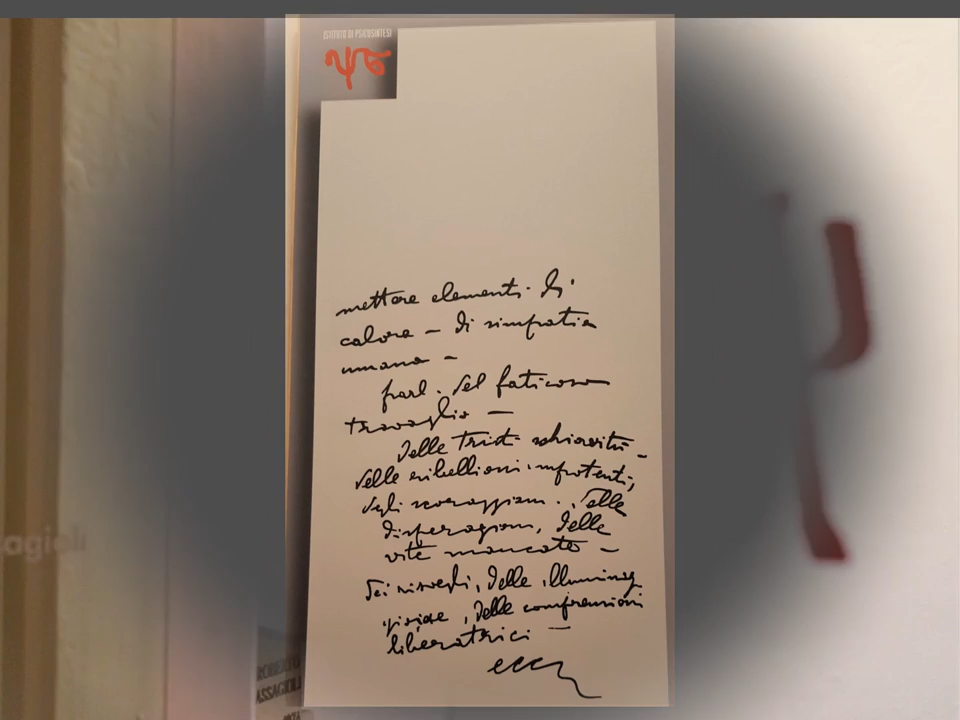 ISTITUTO DI PSICOSINTESI
mettere elementi di
calore – di simpatia
umana –
parl. del faticoso
travaglio –
Delle tristi schiavitù –
delle ribellioni impotenti,
degli scoraggiam. delle
disperazioni, delle
vite mancate –
dei risvegli, delle illuminaz
delle comprensioni
liberatrici –
ecc
agioli
ROBERTO
ASSAGIOLI